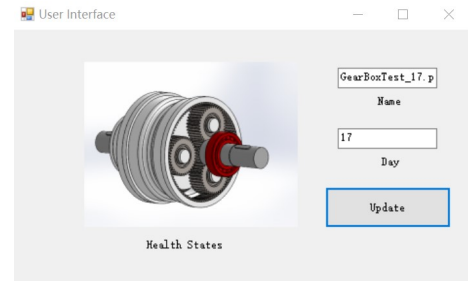 User Interface
GearBoxTest_17.p
Name
17
Day
Update
Health States